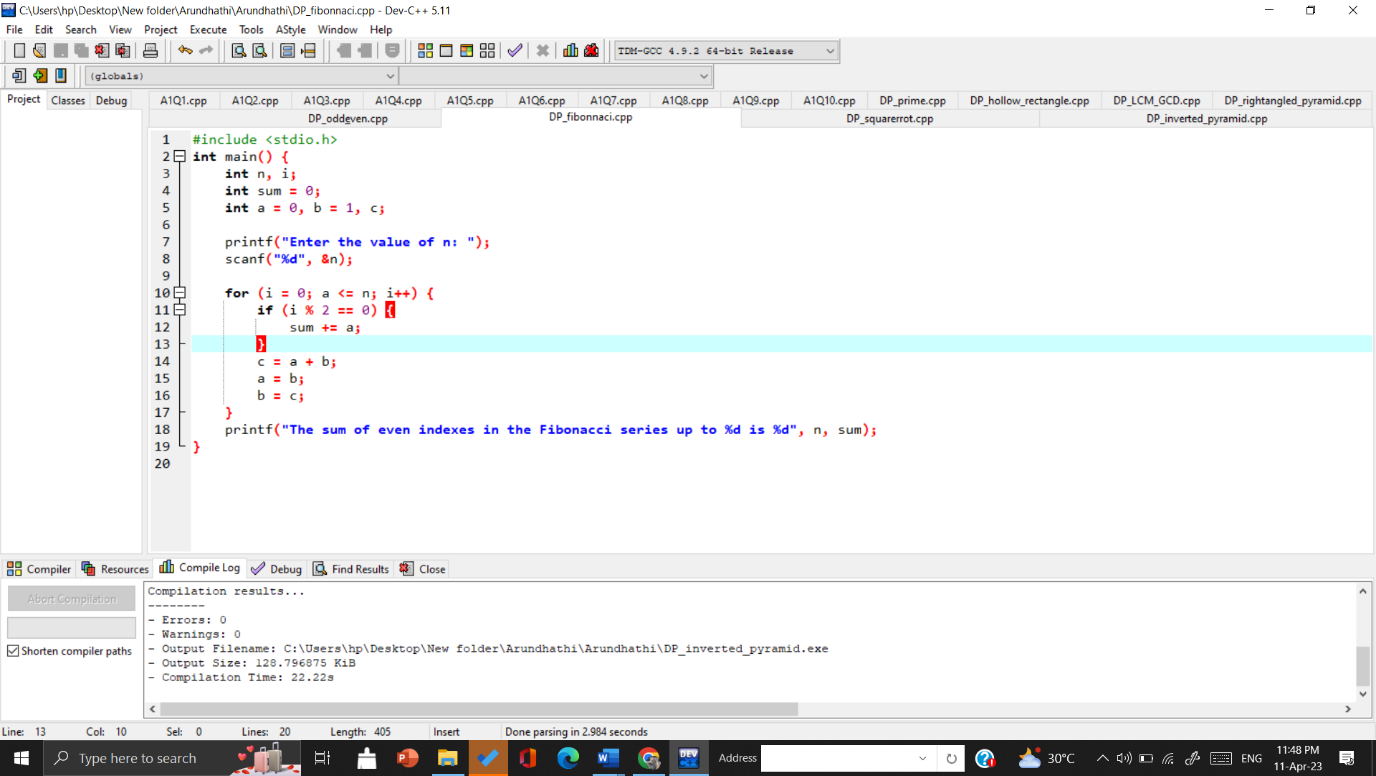 C:\Users\hp\Desktop\New folder\Arundhathi\Arundhathi\DP_fibonnaci.cpp - Dev-C++ 5.11
File Edit Search View Project Execute Tools AStyle Window Help
TDM-GCC 4.9.2 64-bit Release
(globals)
Project Classes Debug A1Q1.cpp A1Q2.cpp A1Q3.cpp A1Q4.cpp A1Q5.cpp A1Q6.cpp A1Q7.cpp A1Q8.cpp A1Q9.cpp A1Q10.cpp DP_prime.cpp DP_hollow_rectangle.cpp DP_LCM_GCD.cpp DP_rightangled_pyramid.cpp
DP_oddeven.cpp DP_fibonnaci.cpp DP_squarerrot.cpp DP_inverted_pyramid.cpp
1 #include <stdio.h>
2 int main() {
3 int n, i;
4 int sum = 0;
5 int a = 0, b = 1, c;
6
7 printf("Enter the value of n: ");
8 scanf("%d", &n);
9
10 for (i = 0; a <= n; i++) {
11 if (i % 2 == 0) {
12 sum += a;
13 }
14 c = a + b;
15 a = b;
16 b = c;
17 }
18 printf("The sum of even indexes in the Fibonacci series up to %d is %d", n, sum);
19 }
20
Compiler Resources Compile Log Debug Find Results Close
Abort Compilation
Shorten compiler paths
Compilation results...
--------
- Errors: 0
- Warnings: 0
- Output Filename: C:\Users\hp\Desktop\New folder\Arundhathi\Arundhathi\DP_inverted_pyramid.exe
- Output Size: 128.796875 KiB
- Compilation Time: 22.22s
Line: 13 Col: 10 Sel: 0 Lines: 20 Length: 405 Insert Done parsing in 2.984 seconds
Type here to search Address 30°C ENG 11:48 PM
11-Apr-23